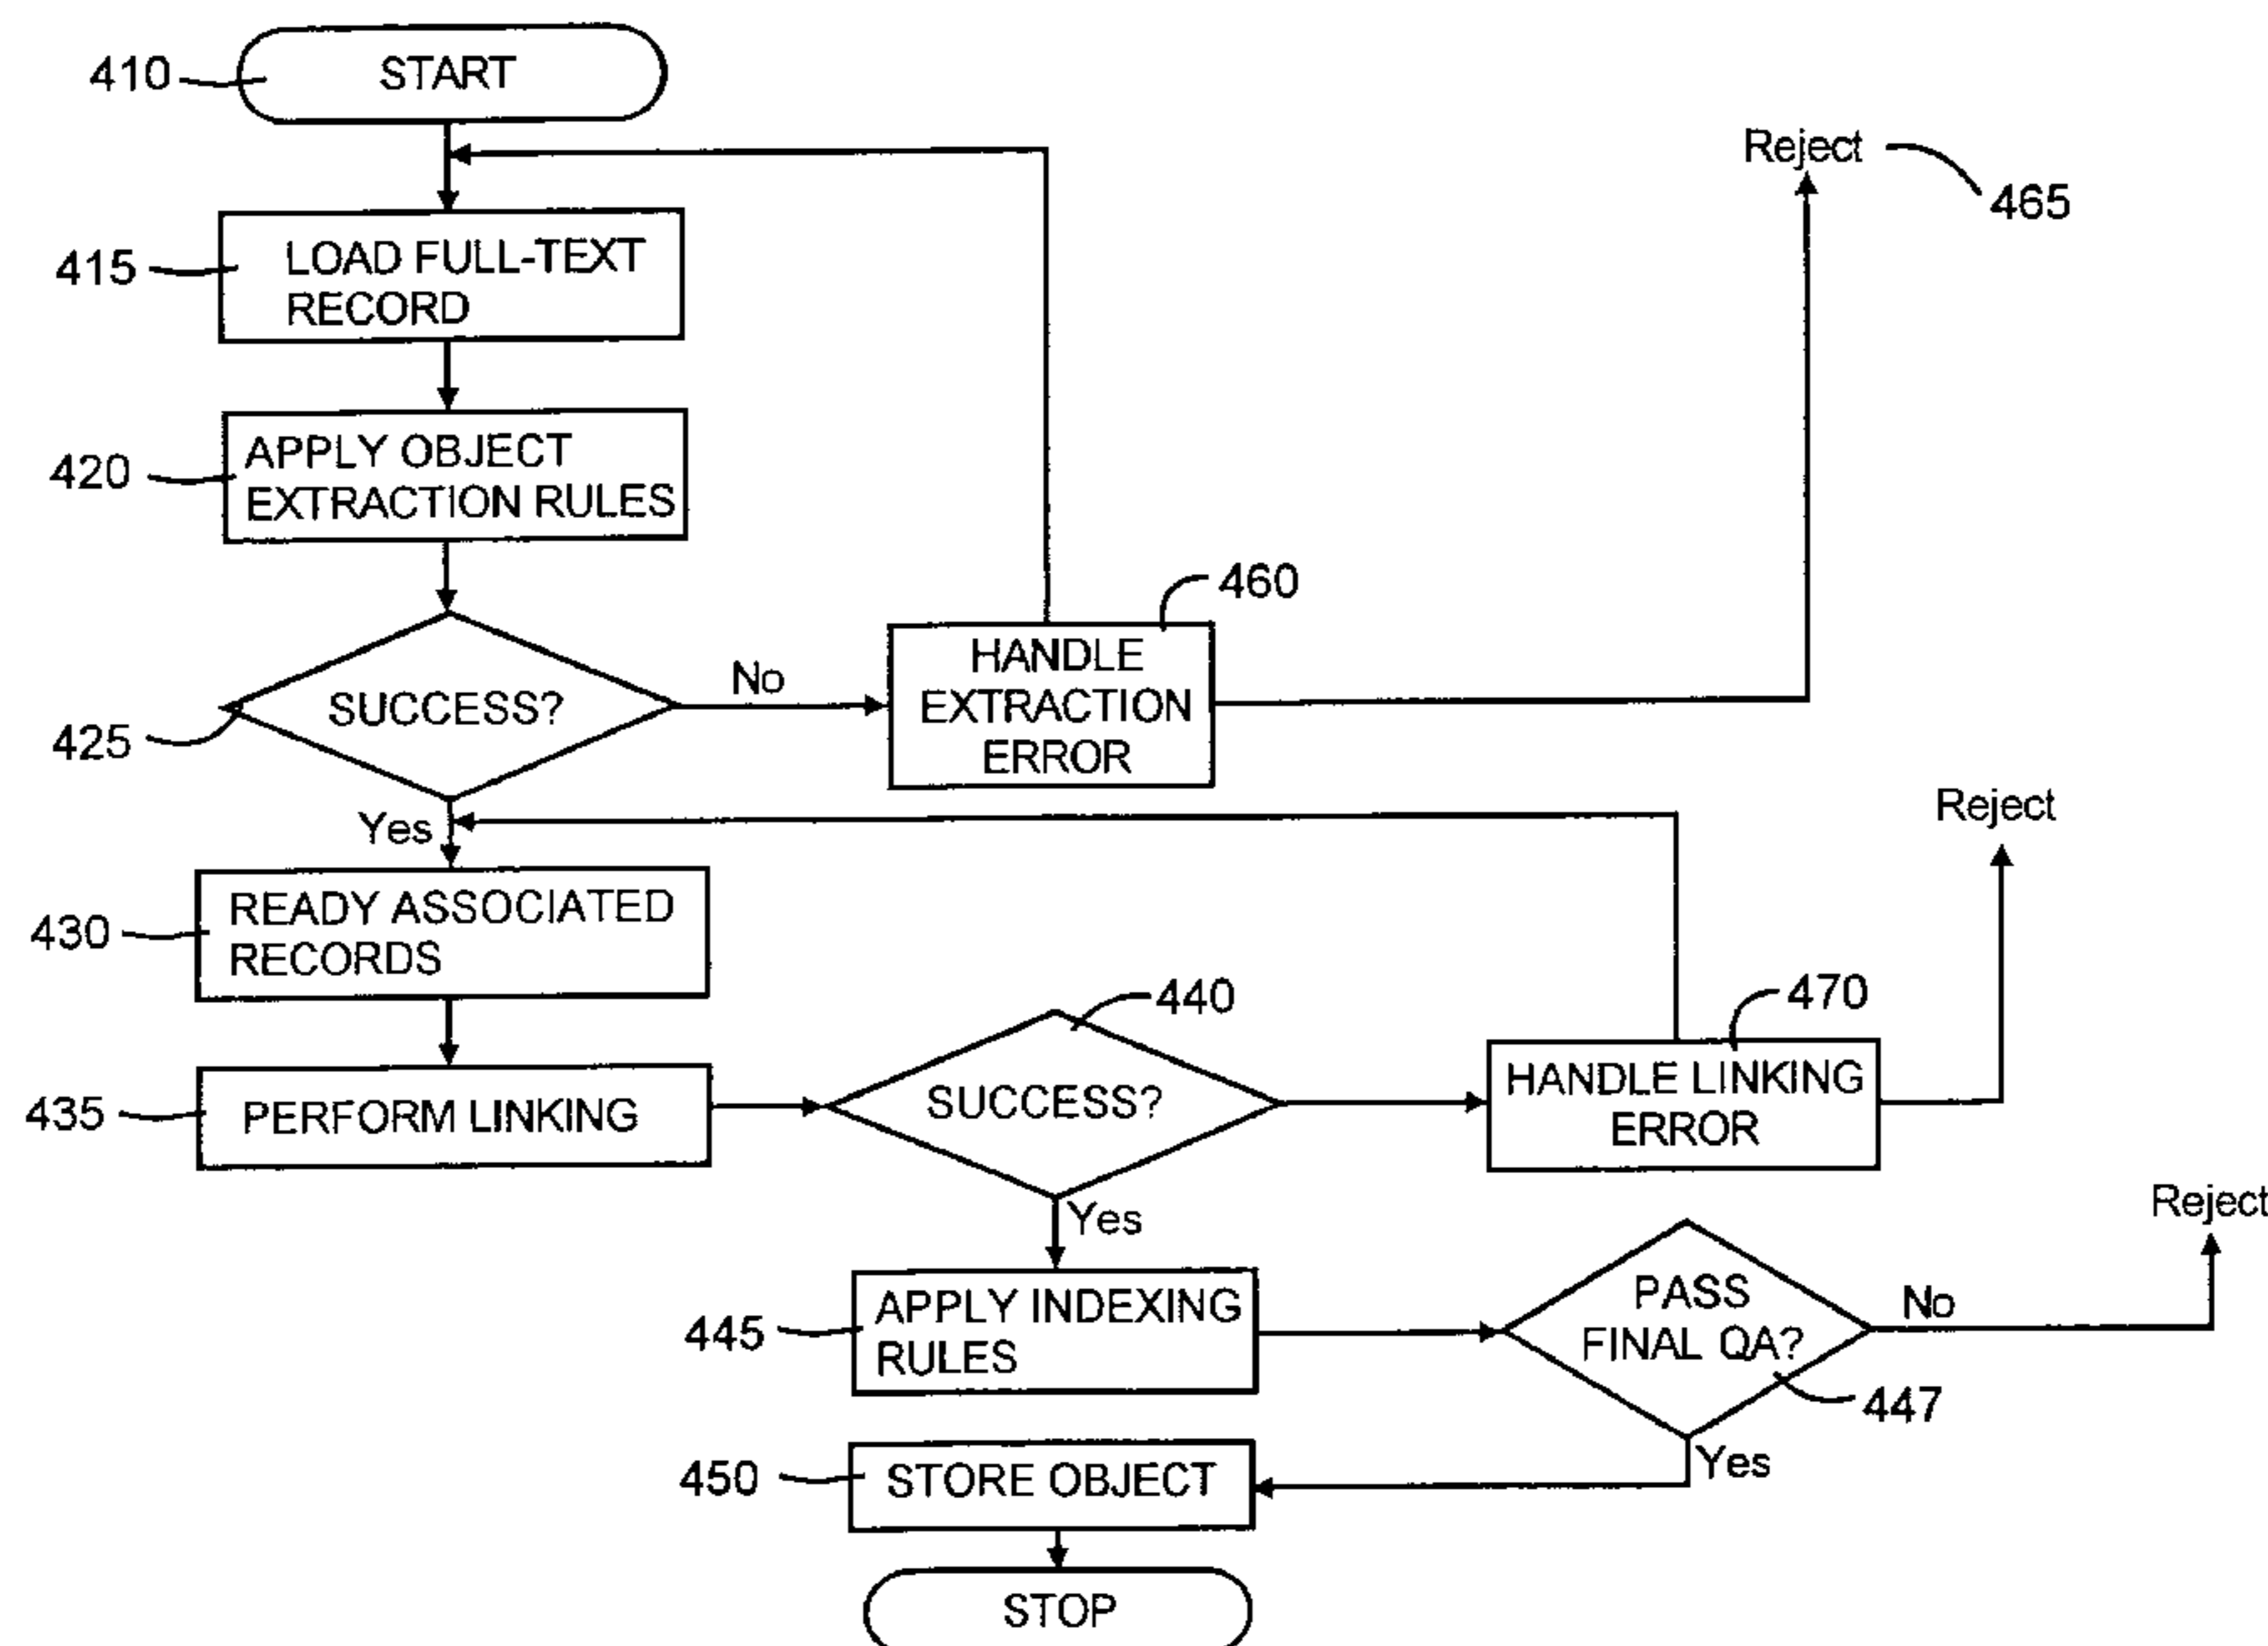 410
START
Reject
465
415
LOAD FULL-TEXT
RECORD
420
APPLY OBJECT
EXTRACTION RULES
460
425
SUCCESS?
No
HANDLE
EXTRACTION
ERROR
Yes
Reject
430
READY ASSOCIATED
RECORDS
440
470
435
PERFORM LINKING
SUCCESS?
HANDLE LINKING
ERROR
Yes
Reject
445
APPLY INDEXING
RULES
PASS
FINAL QA?
No
447
Yes
450
STORE OBJECT
STOP